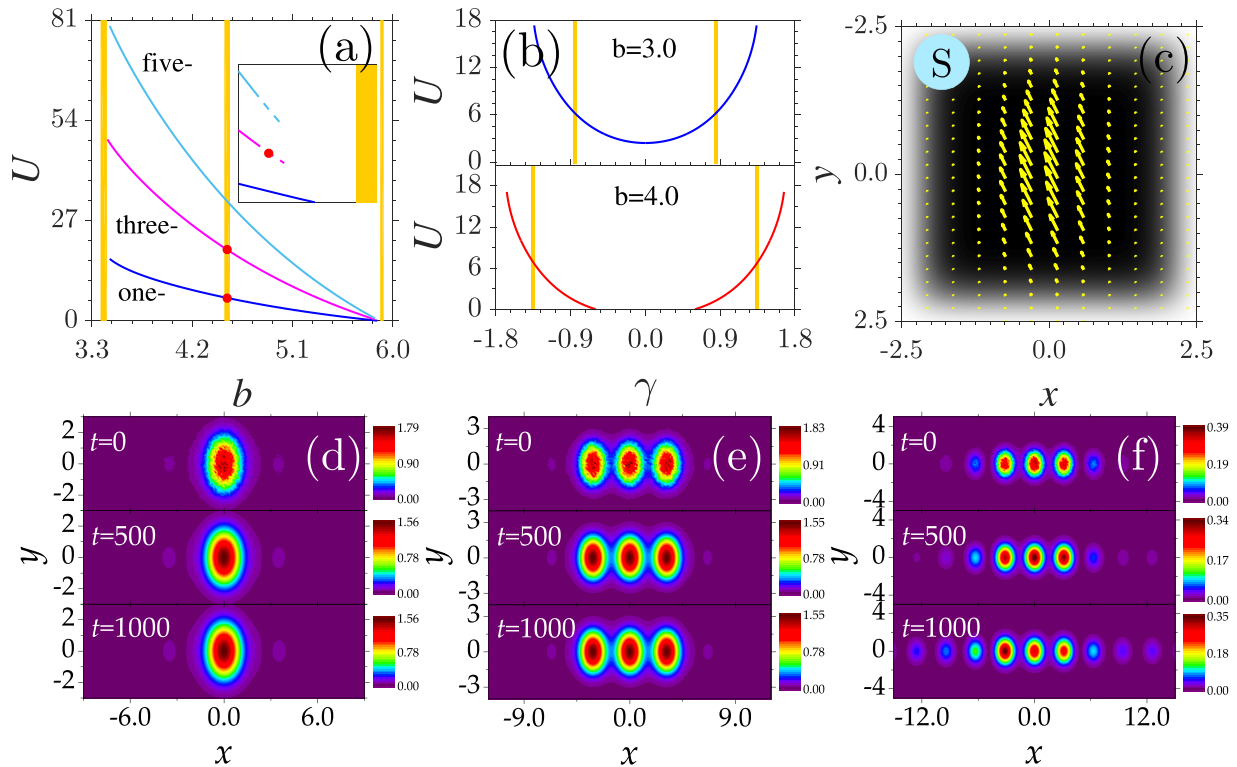 81
54
27
0
U
five-
three-
one-
(a)
3.3 4.2 5.1 6.0
b
18
12
6
0
U
(b)
b=3.0
18
12
6
0
U
b=4.0
-1.8 -0.9 0.0 0.9 1.8
γ
-2.5
0.0
2.5
y
S
(c)
-2.5 0.0 2.5
x
2
0
-2
t=0
(d)
1.79
0.90
0.00
2
0
-2
y
t=500
1.56
0.78
0.00
2
0
-2
t=1000
1.56
0.78
0.00
-6.0 0.0 6.0
x
3
0
-3
t=0
(e)
1.83
0.91
0.00
3
0
-3
y
t=500
1.55
0.78
0.00
3
0
-3
t=1000
1.55
0.78
0.00
-9.0 0.0 9.0
x
4
0
-4
t=0
(f)
0.39
0.19
0.00
4
0
-4
y
t=500
0.34
0.17
0.00
4
0
-4
t=1000
0.35
0.18
0.00
-12.0 0.0 12.0
x